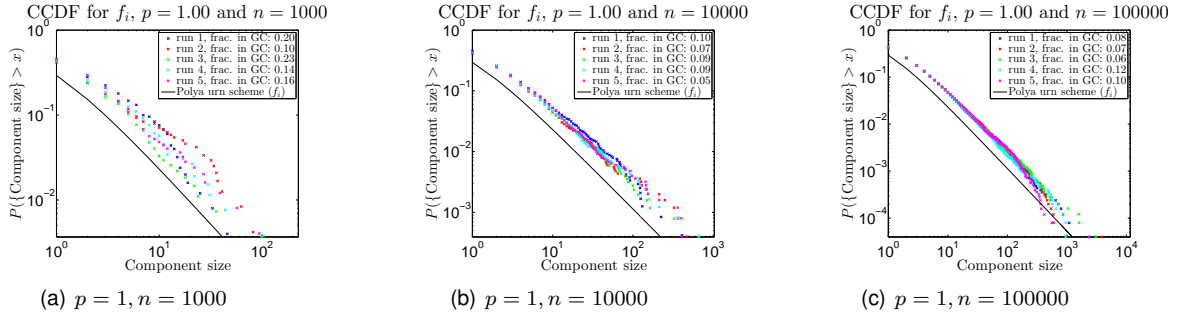 CCDF for f_i, p = 1.00 and n = 1000
10^0
10^{-1}
10^{-2}
P({Component size} > x)
run 1, frac. in GC: 0.20
run 2, frac. in GC: 0.10
run 3, frac. in GC: 0.23
run 4, frac. in GC: 0.14
run 5, frac. in GC: 0.16
Polya urn scheme (f_i)
10^0 10^1 10^2
Component size
(a) p = 1, n = 1000
CCDF for f_i, p = 1.00 and n = 10000
10^0
10^{-1}
10^{-2}
10^{-3}
P({Component size} > x)
run 1, frac. in GC: 0.10
run 2, frac. in GC: 0.07
run 3, frac. in GC: 0.09
run 4, frac. in GC: 0.09
run 5, frac. in GC: 0.05
Polya urn scheme (f_i)
10^0 10^1 10^2 10^3
Component size
(b) p = 1, n = 10000
CCDF for f_i, p = 1.00 and n = 100000
10^0
10^{-1}
10^{-2}
10^{-3}
10^{-4}
P({Component size} > x)
run 1, frac. in GC: 0.08
run 2, frac. in GC: 0.07
run 3, frac. in GC: 0.06
run 4, frac. in GC: 0.12
run 5, frac. in GC: 0.10
Polya urn scheme (f_i)
10^0 10^1 10^2 10^3 10^4
Component size
(c) p = 1, n = 100000